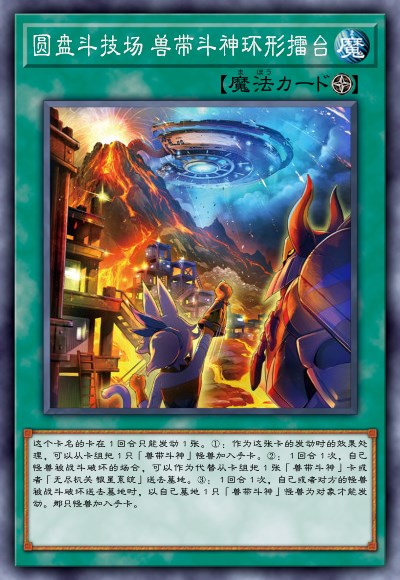 圆盘斗技场 兽带斗神环形擂台
魔
【魔法カード】
まほう
这个卡名的卡在1回合只能发动1张。①：作为这张卡的发动时的效果处
理，可以从卡组把1只「兽带斗神」怪兽加入手卡。②：1回合1次，自己
怪兽被战斗破坏的场合，可以作为代替从卡组把1张「兽带斗神」卡或
者「无尽机关 银星系统」送去墓地。③：1回合1次，自己或者对方的怪兽
被战斗破坏送去墓地时，以自己墓地1只「兽带斗神」怪兽为对象才能发
动。那只怪兽加入手卡。